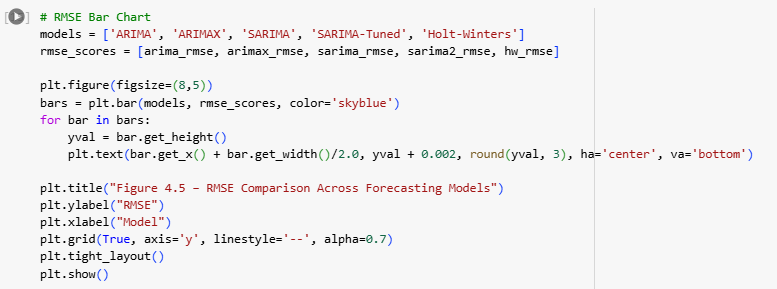 # RMSE Bar Chart
models = ['ARIMA', 'ARIMAX', 'SARIMA', 'SARIMA-Tuned', 'Holt-Winters']
rmse_scores = [arima_rmse, arimax_rmse, sarima_rmse, sarima2_rmse, hw_rmse]

plt.figure(figsize=(8,5))
bars = plt.bar(models, rmse_scores, color='skyblue')
for bar in bars:
    yval = bar.get_height()
    plt.text(bar.get_x() + bar.get_width()/2.0, yval + 0.002, round(yval, 3), ha='center', va='bottom')

plt.title("Figure 4.5 – RMSE Comparison Across Forecasting Models")
plt.ylabel("RMSE")
plt.xlabel("Model")
plt.grid(True, axis='y', linestyle='--', alpha=0.7)
plt.tight_layout()
plt.show()